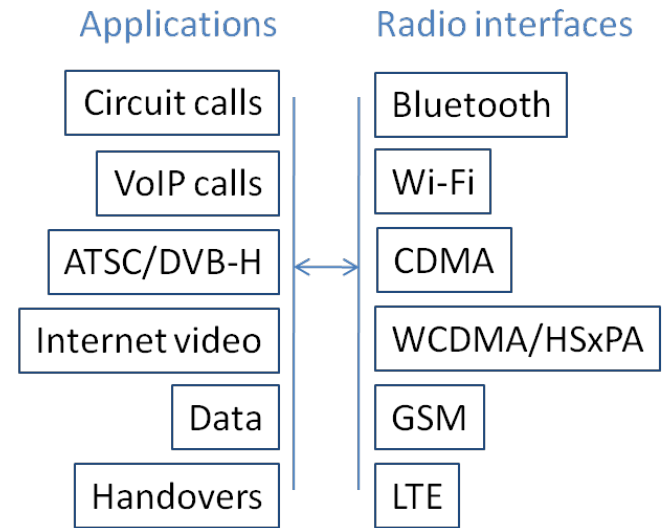 Applications
Circuit calls
VoIP calls
ATSC/DVB-H
Internet video
Data
Handovers
Radio interfaces
Bluetooth
Wi-Fi
CDMA
WCDMA/HSxPA
GSM
LTE